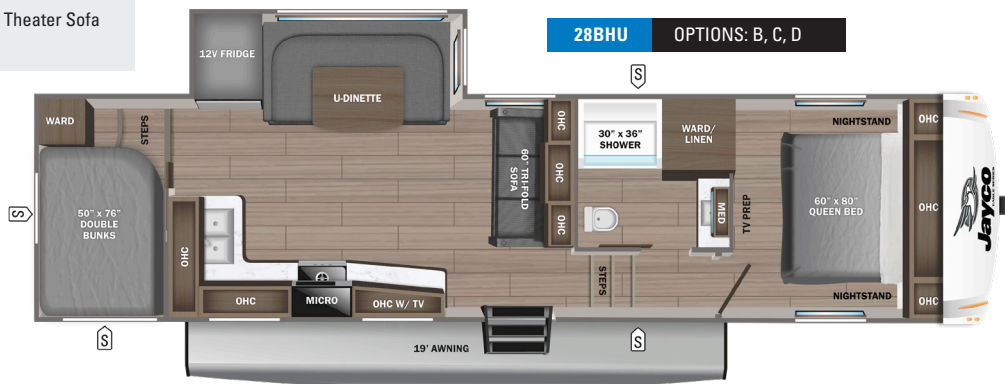 Theater Sofa
28BHU OPTIONS: B, C, D
12V FRIDGE
U-DINETTE
S
WARD
STEPS
OHC
30" x 36"
SHOWER
WARD/
LINEN
NIGHTSTAND
OHC
S
50" x 76"
DOUBLE
BUNKS
60" TRI-FOLD
SOFA
OHC
OHC
MED
TV PREP
60" x 80"
QUEEN BED
OHC
Jayco
OHC
OHC
MICRO
OHC W/ TV
STEPS
NIGHTSTAND
OHC
S
19' AWNING
S